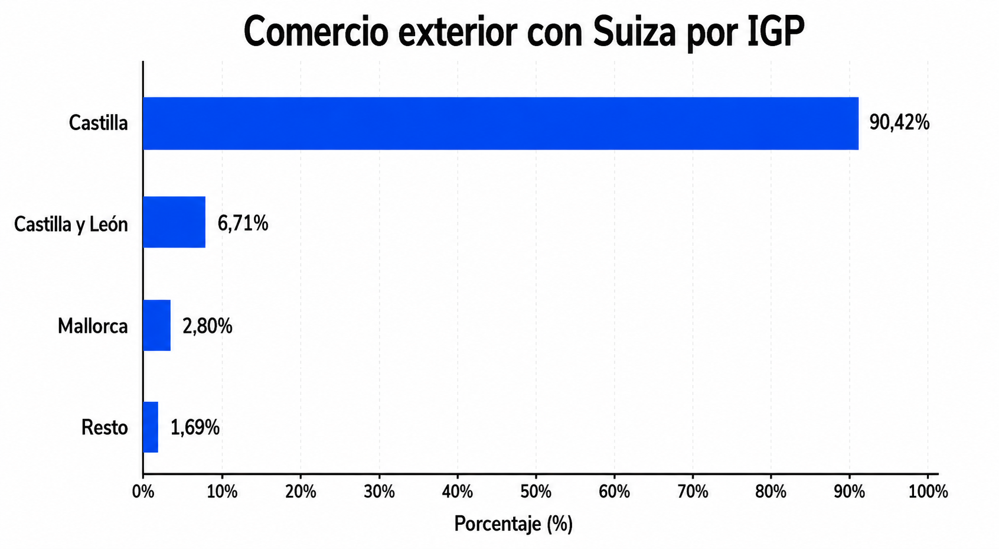 Comercio exterior con Suiza por IGP
Castilla 90,42%
Castilla y León 6,71%
Mallorca 2,80%
Resto 1,69%
0% 10% 20% 30% 40% 50% 60% 70% 80% 90% 100%
Porcentaje (%)